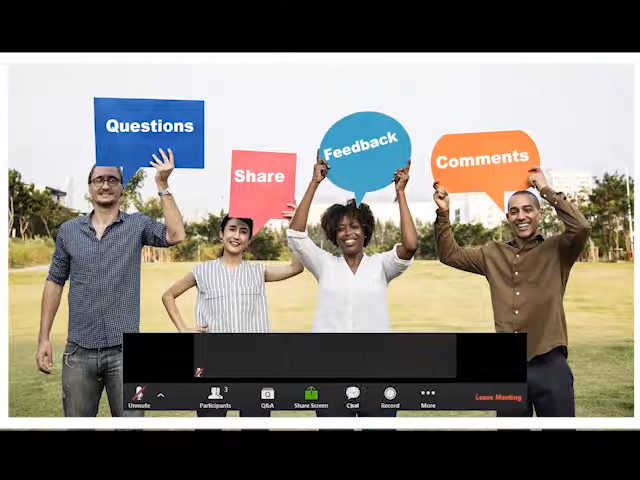 Questions
Share
Feedback
Comments
3
Unmute
Participants
Q&A
Share Screen
Chat
Record
More
Leave Meeting